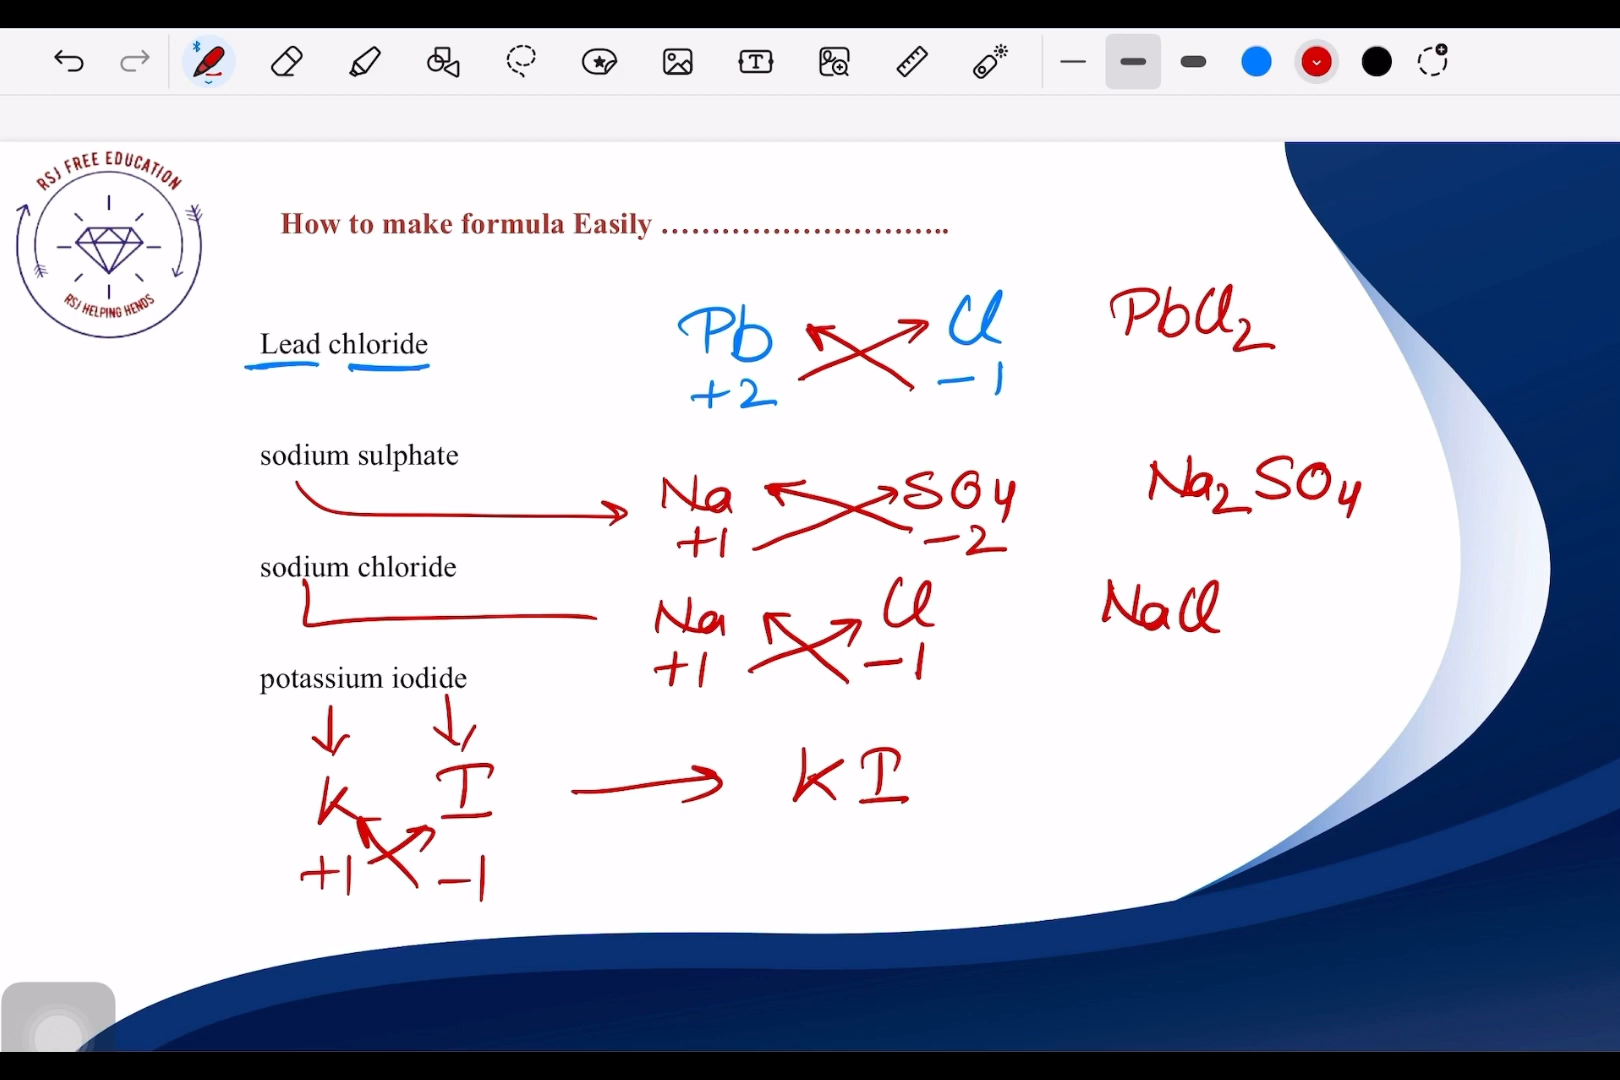 RSJ FREE EDUCATION
RSJ HELPING HENDS
How to make formula Easily …………………………..
Lead chloride
Pb Cl PbCl2
+2 -1
sodium sulphate
Na SO4 Na2SO4
+1 -2
sodium chloride
Na Cl NaCl
+1 -1
potassium iodide
K I → KI
+1 -1